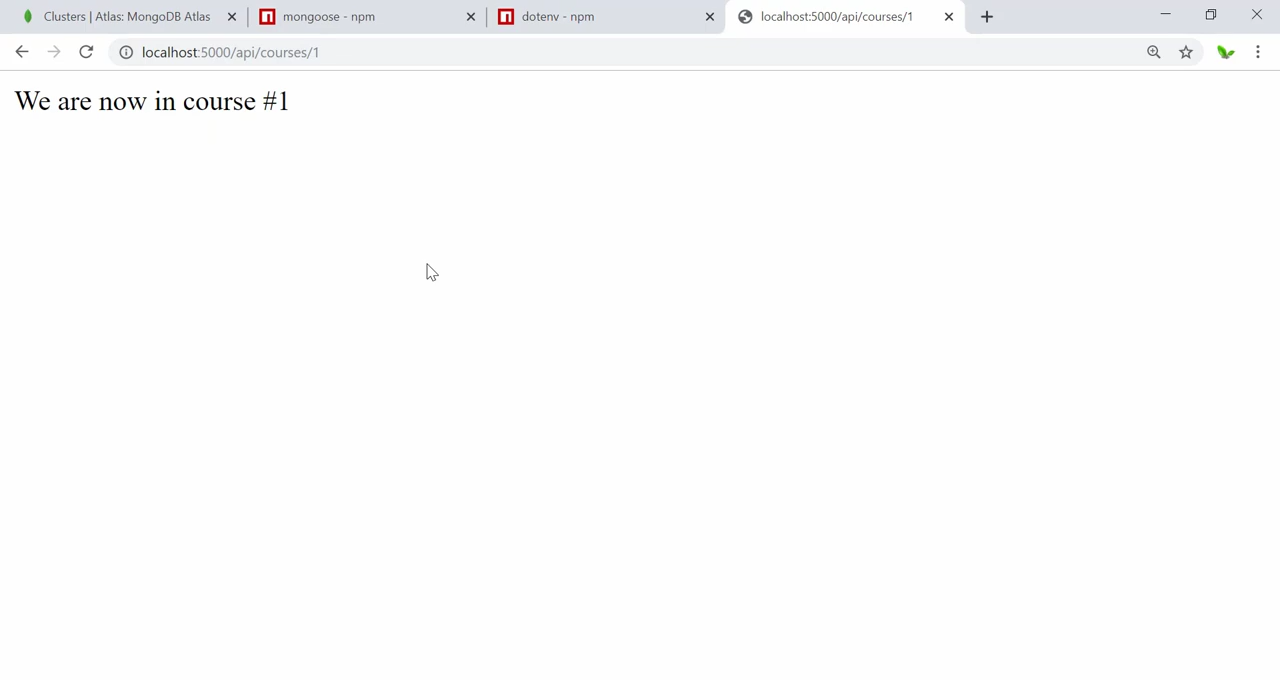 Clusters | Atlas: MongoDB Atlas
mongoose - npm
dotenv - npm
localhost:5000/api/courses/1
localhost:5000/api/courses/1
We are now in course #1